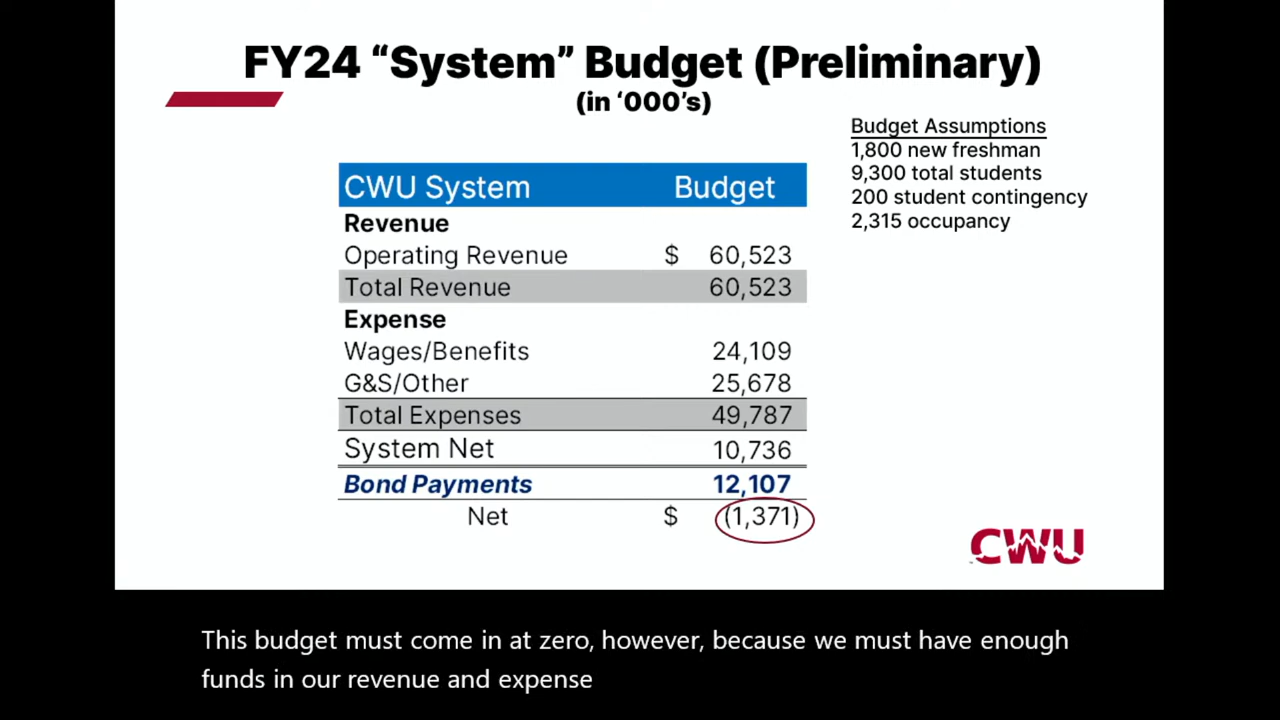 FY24 “System” Budget (Preliminary)
(in ‘000’s)
Budget Assumptions
1,800 new freshman
9,300 total students
200 student contingency
2,315 occupancy
CWU System Budget
Revenue
Operating Revenue $ 60,523
Total Revenue 60,523
Expense
Wages/Benefits 24,109
G&S/Other 25,678
Total Expenses 49,787
System Net 10,736
Bond Payments 12,107
Net $ (1,371)
CWU
This budget must come in at zero, however, because we must have enough
funds in our revenue and expense